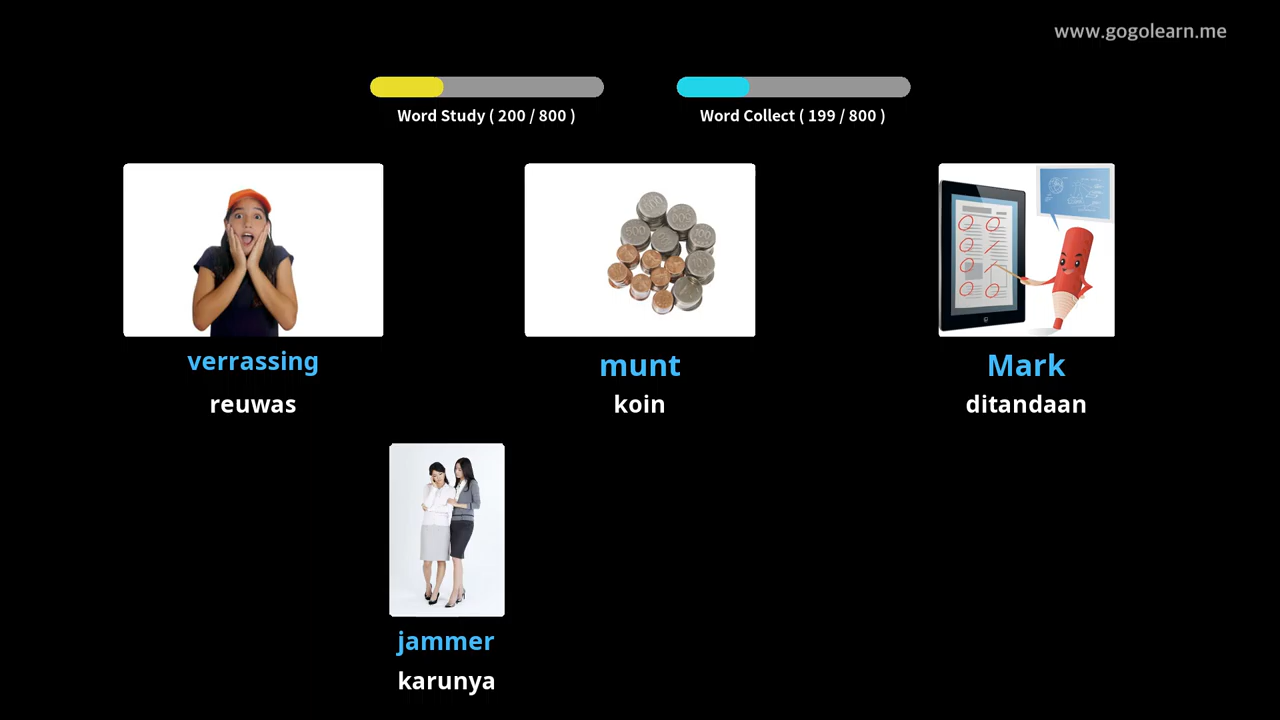 www.gogolearn.me
Word Study ( 200 / 800 )
Word Collect ( 199 / 800 )
verrassing
munt
Mark
reuwas
koin
ditandaan
jammer
karunya